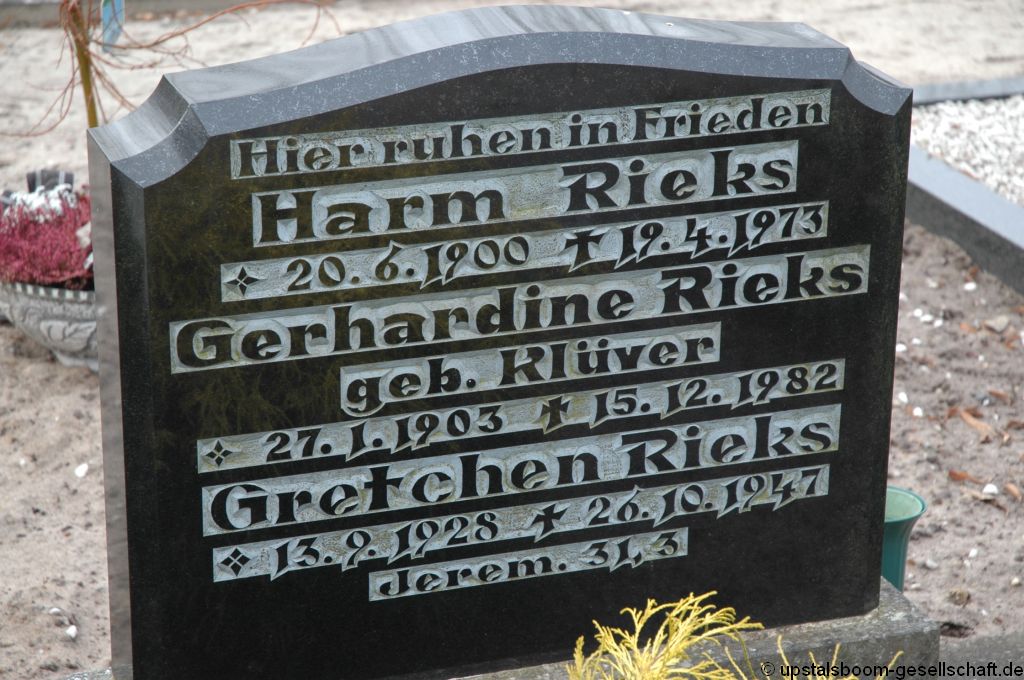 Hier ruhen in Frieden
Harm Rieks
20. 6. 1900 ✝ 19. 4. 1973
Gerhardine Rieks
geb. Klüver
27. 1. 1903 ✝ 15. 12. 1982
Gretchen Rieks
13. 9. 1928 ✝ 26. 10. 1947
Jerem. 31,3
© upstalsboom-gesellschaft.de